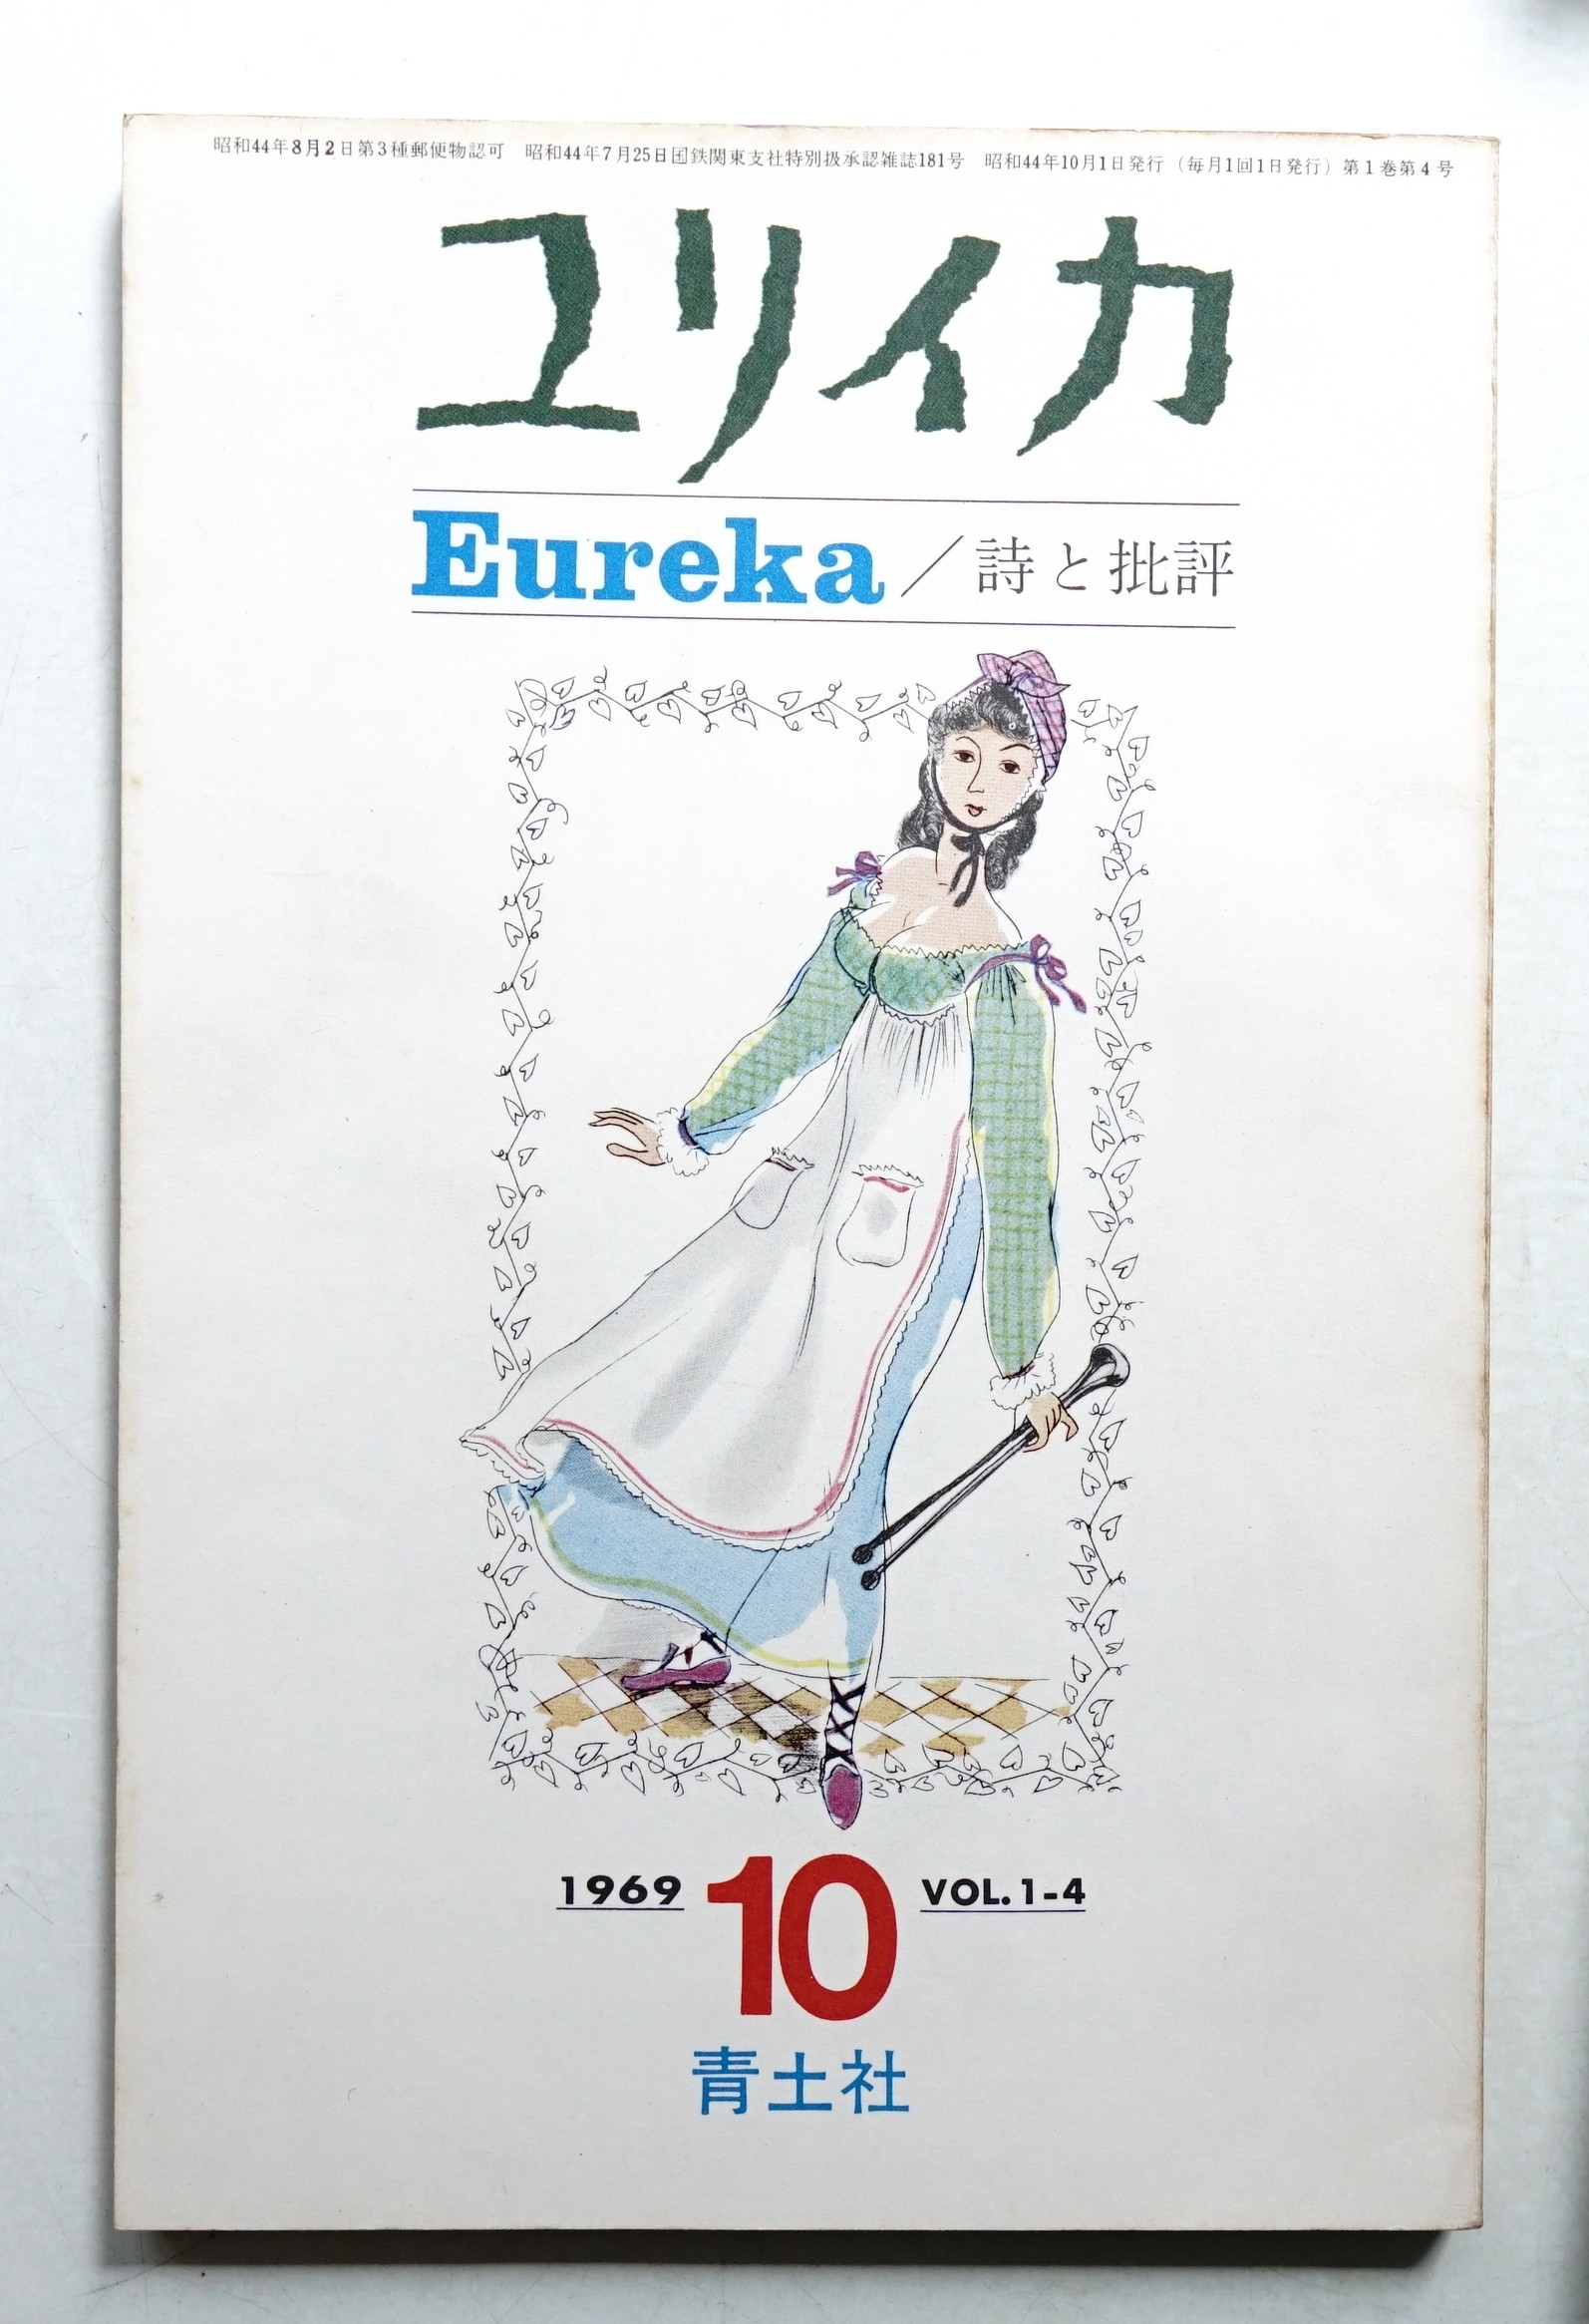 昭和44年8月2日第3種郵便物認可　昭和44年7月25日国鉄関東支社特別扱承認雑誌181号　昭和44年10月1日発行（毎月1回1日発行）第1巻第4号
ユリイカ
Eureka／詩と批評
1969 10 VOL.1-4
青土社